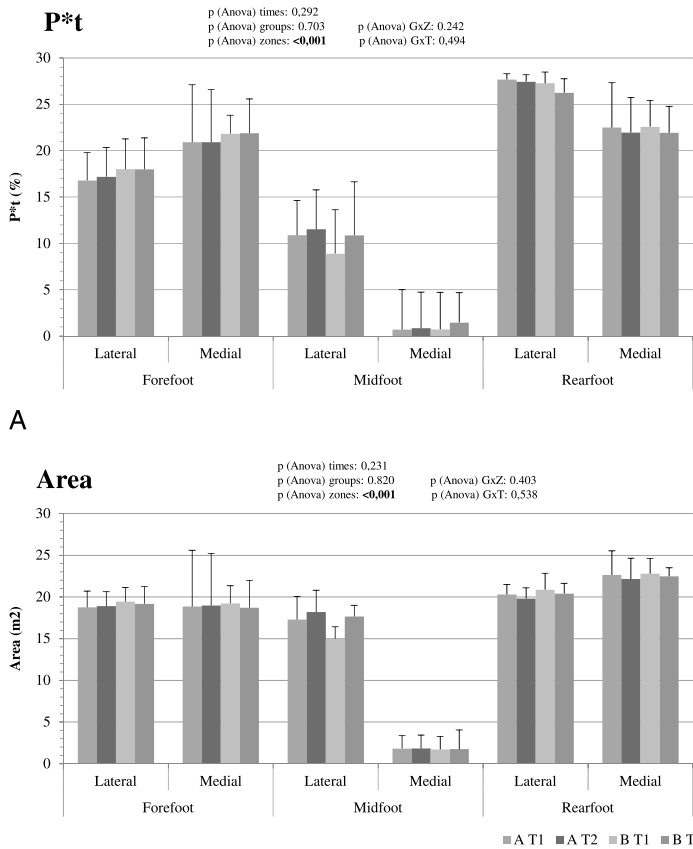 P*t
p (Anova) times: 0,292
p (Anova) groups: 0.703 p (Anova) GxZ: 0.242
p (Anova) zones: <0,001 p (Anova) GxT: 0,494
30
25
20
15
10
5
0
P*t (%)
Lateral Medial Lateral Medial Lateral Medial
Forefoot Midfoot Rearfoot
A
Area
p (Anova) times: 0,231
p (Anova) groups: 0.820 p (Anova) GxZ: 0.403
p (Anova) zones: <0,001 p (Anova) GxT: 0,538
30
25
20
15
10
5
0
Area (m2)
Lateral Medial Lateral Medial Lateral Medial
Forefoot Midfoot Rearfoot
A T1 A T2 B T1 B T